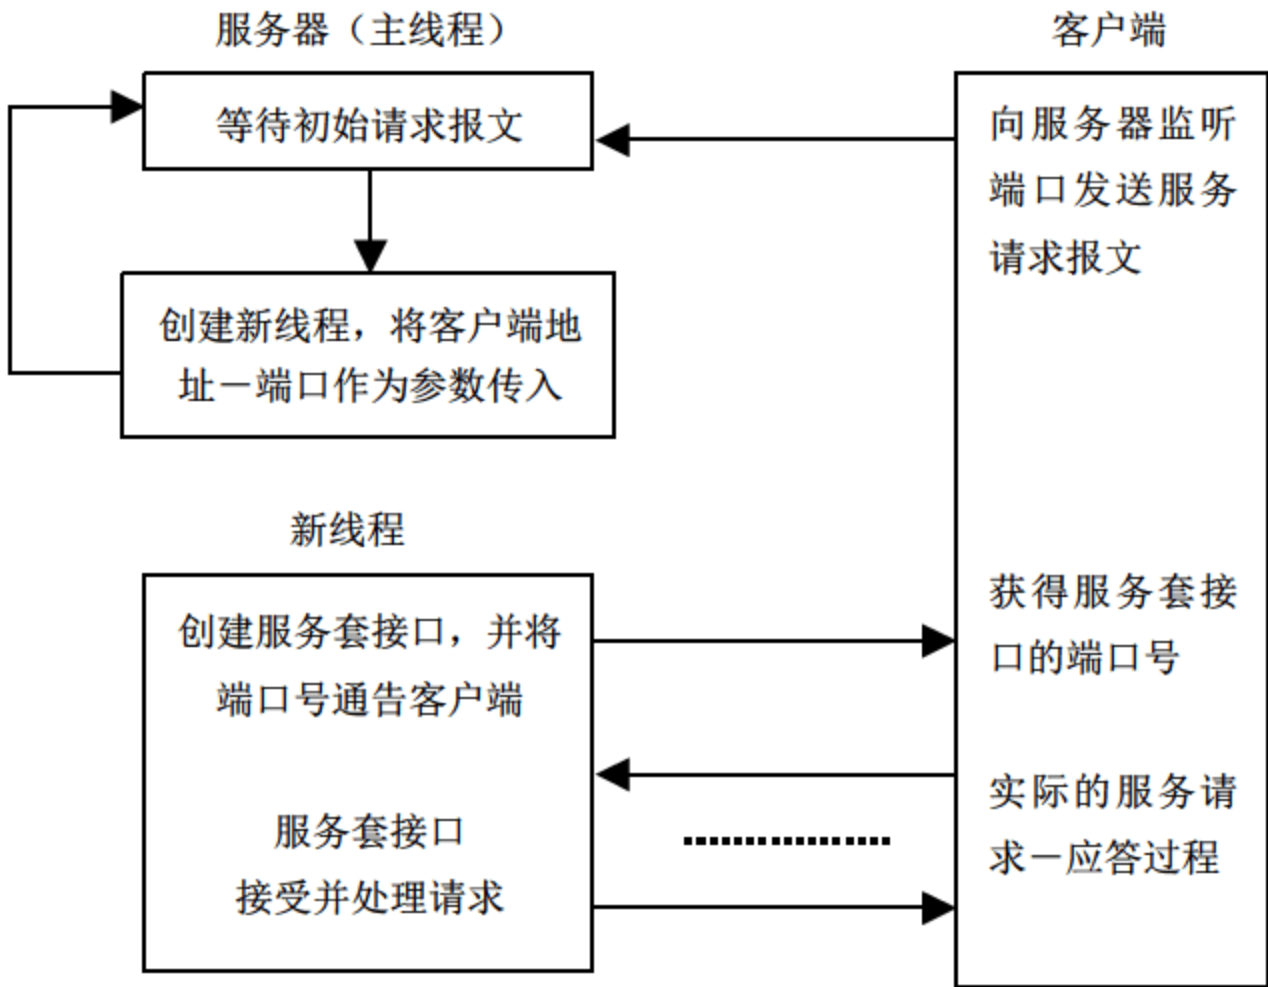 服务器（主线程）
客户端
等待初始请求报文
向服务器监听
端口发送服务
请求报文
创建新线程，将客户端地
址－端口作为参数传入
新线程
创建服务套接口，并将
端口号通告客户端
获得服务套接
口的端口号
服务套接口
接受并处理请求
实际的服务请
求－应答过程